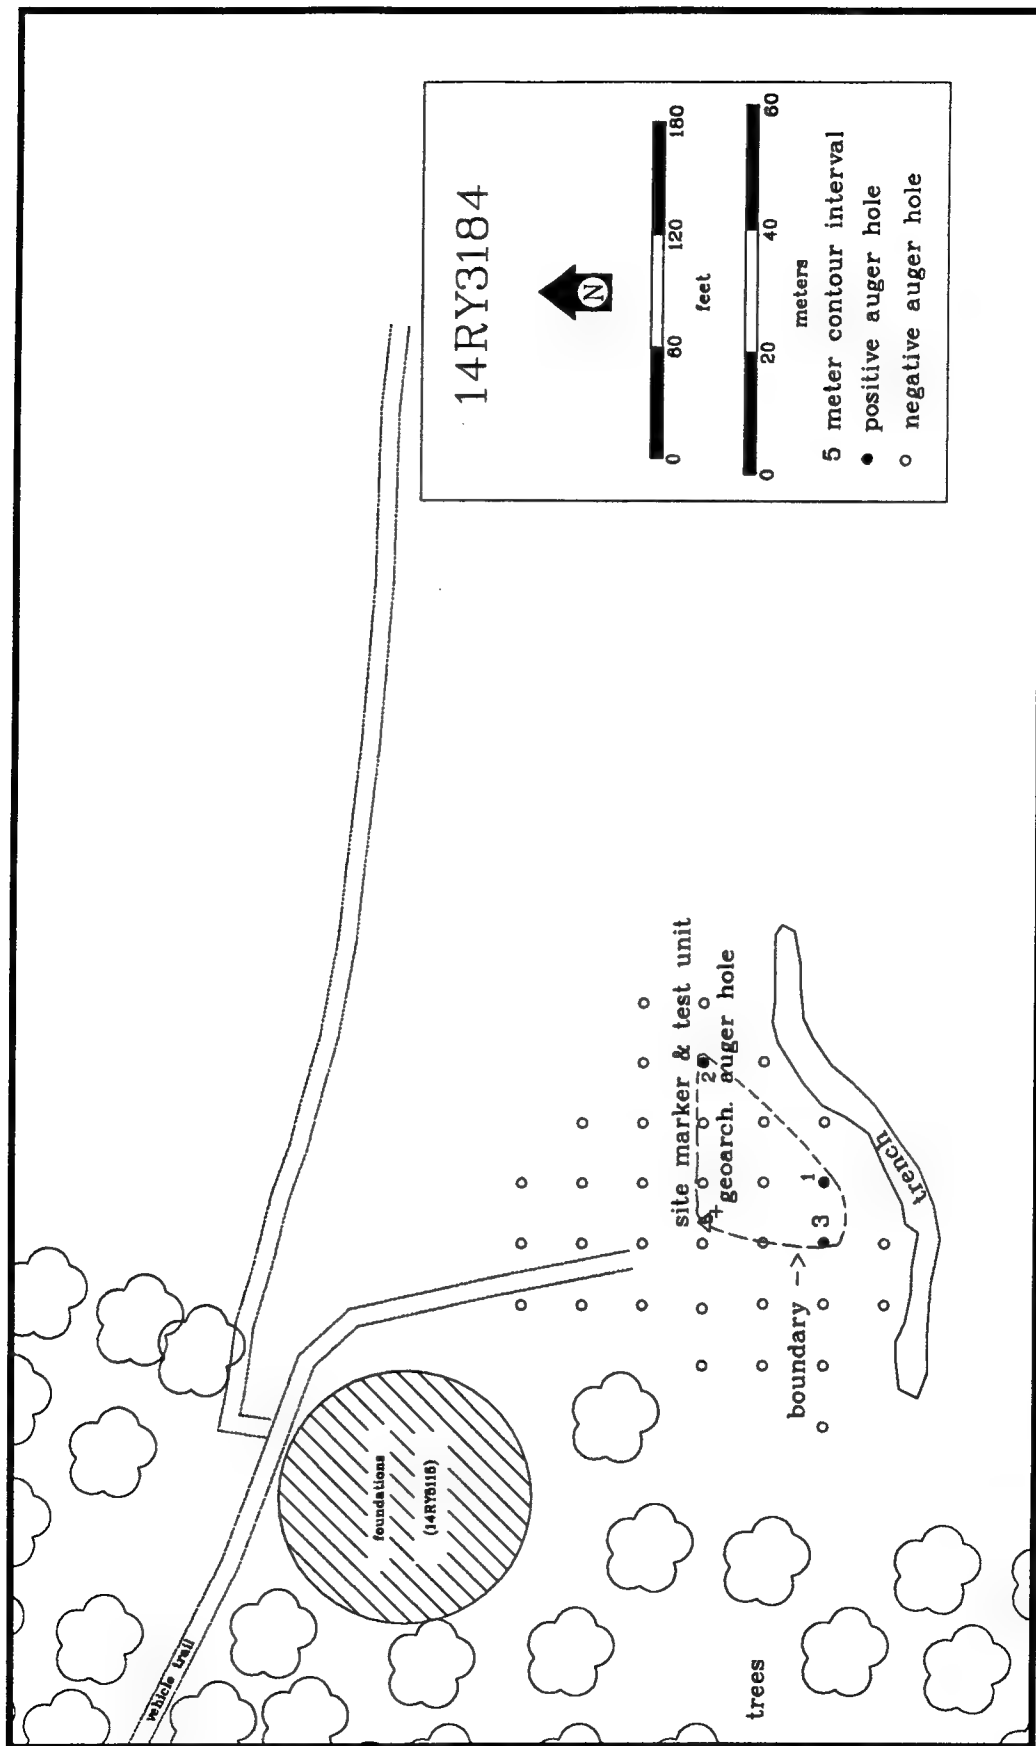 14RY3184
N
0 60 120 180
feet
0 20 40 60
meters
5 meter contour interval
positive auger hole
negative auger hole
vehicle trail
foundations
(14RY5115)
trees
site marker & test unit
geoarch. auger hole
2
1
3
boundary -->
trench